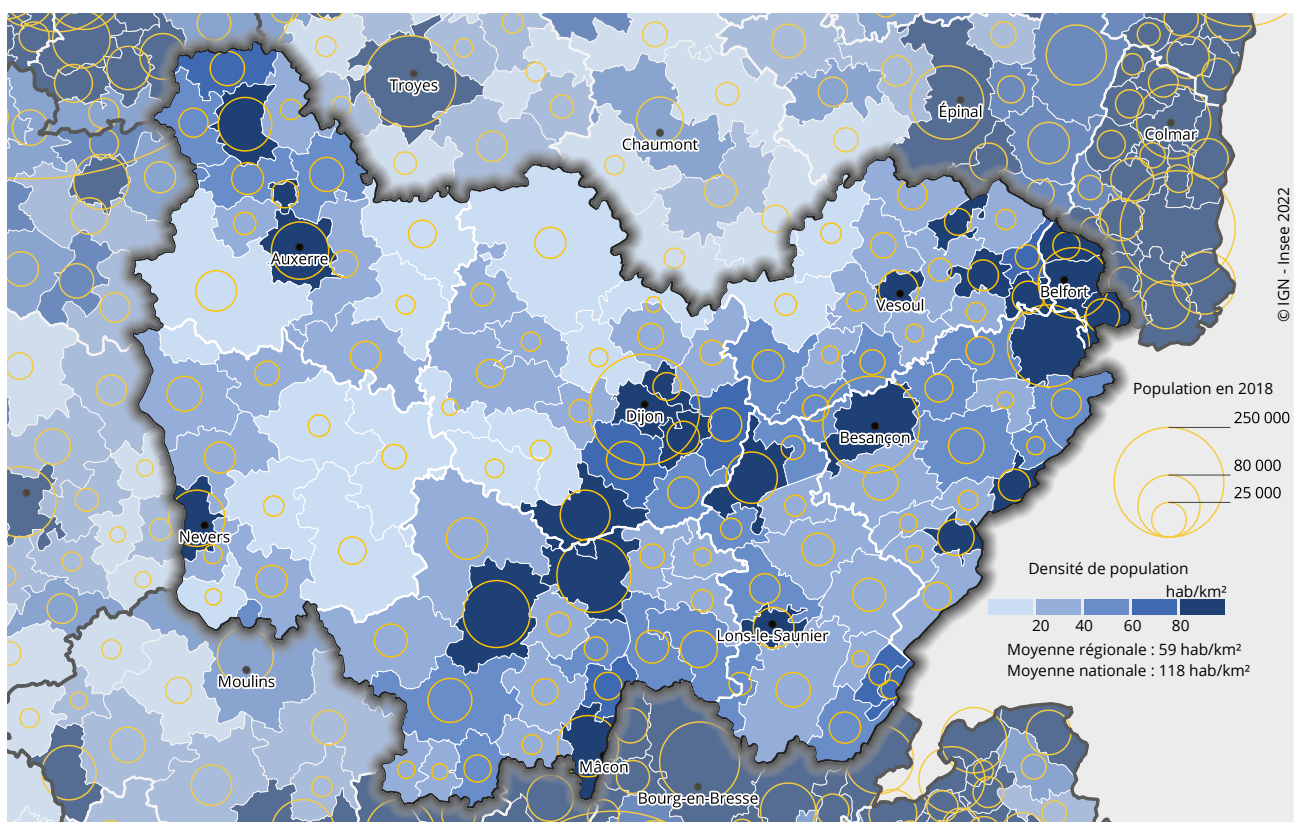 Troyes
Épinal
Chaumont
Colmar
Auxerre
Belfort
Vesoul
Dijon
Besançon
Nevers
Lons-le-Saunier
Moulins
Mâcon
Bourg-en-Bresse
© IGN - Insee 2022
Population en 2018
250 000
80 000
25 000
Densité de population
hab/km²
20 40 60 80
Moyenne régionale : 59 hab/km²
Moyenne nationale : 118 hab/km²